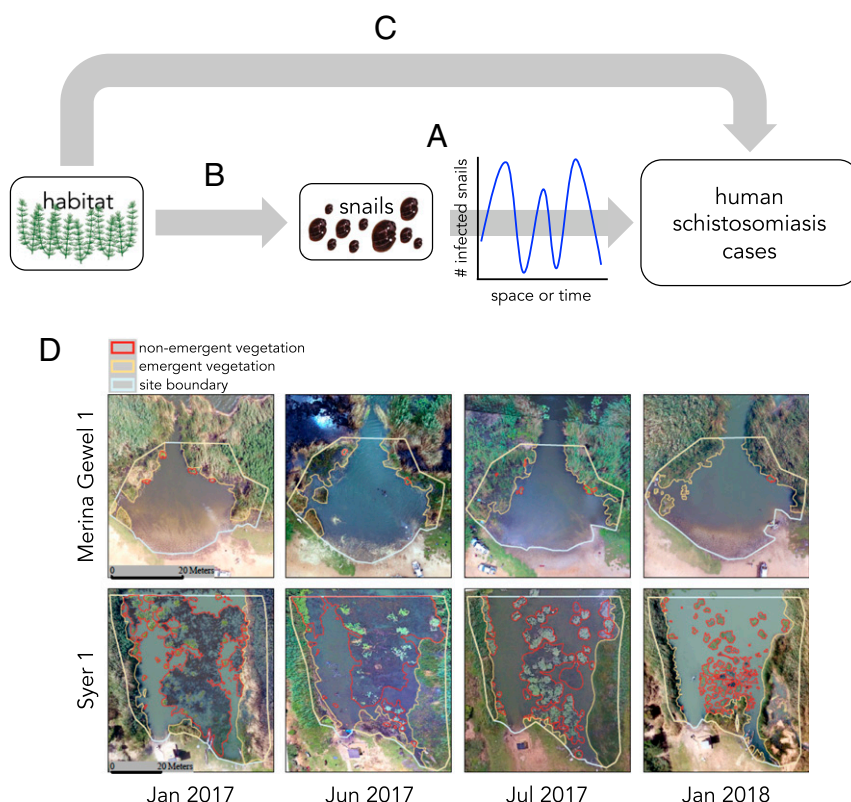 C
A
B
habitat
snails
# infected snails
space or time
human
schistosomiasis
cases
D
non-emergent vegetation
emergent vegetation
site boundary
Merina Gewel 1
0 20 Meters
Syer 1
0 20 Meters
Jan 2017
Jun 2017
Jul 2017
Jan 2018